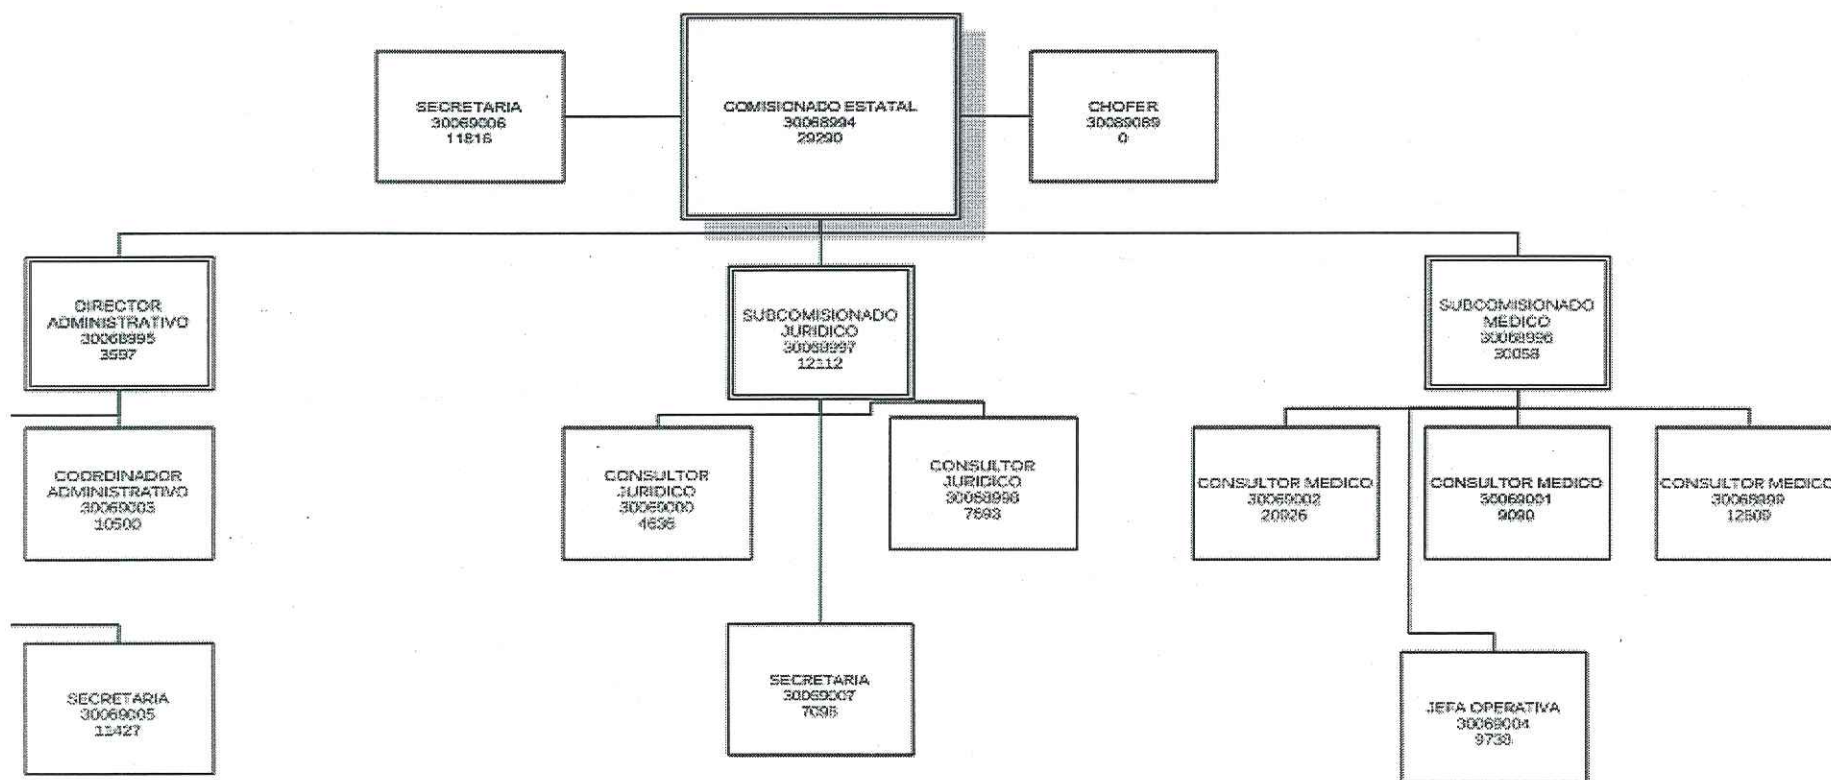 SECRETARIA
30069006
11816
COMISIONADO ESTATAL
30068994
29290
CHOFER
30089089
0
DIRECTOR
ADMINISTRATIVO
30068995
3597
SUBCOMISIONADO
JURIDICO
30068997
12112
SUBCOMISIONADO
MEDICO
30068996
30058
COORDINADOR
ADMINISTRATIVO
30069003
10500
CONSULTOR
JURIDICO
30069000
4636
CONSULTOR
JURIDICO
30068998
7693
CONSULTOR MEDICO
30069002
20926
CONSULTOR MEDICO
30069001
9090
CONSULTOR MEDICO
30068999
12809
SECRETARIA
30069005
11427
SECRETARIA
30069007
7095
JEFA OPERATIVA
30069004
9738